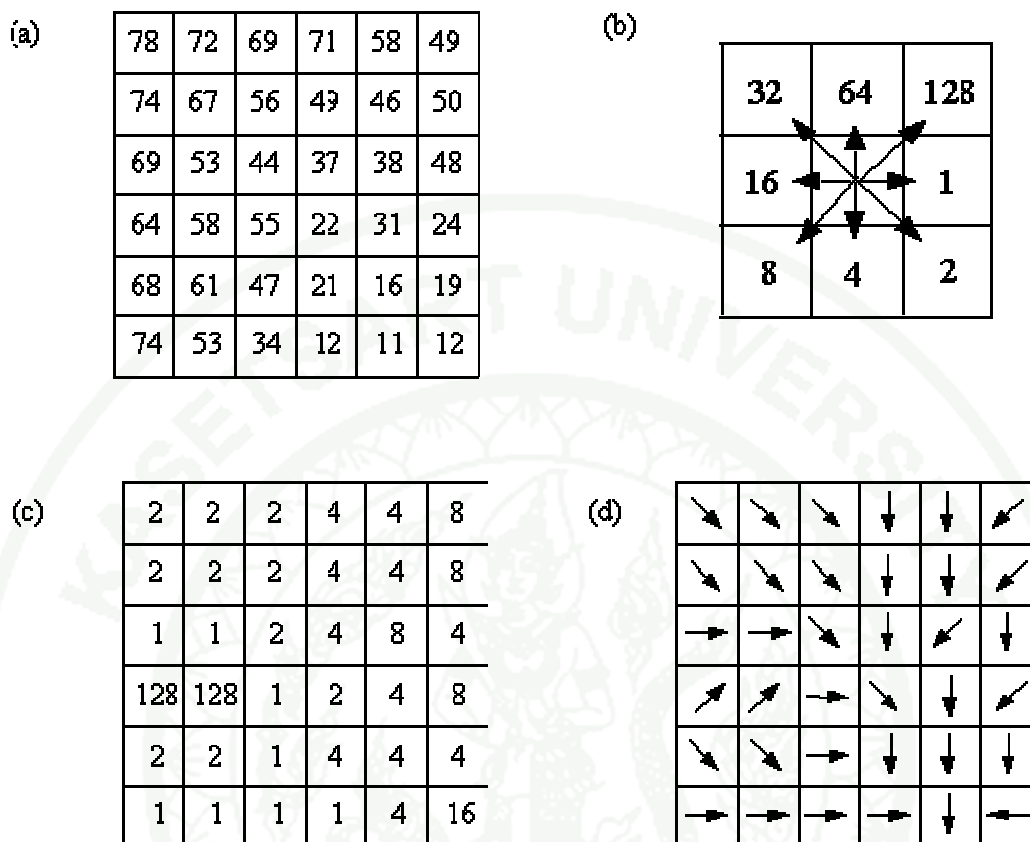 (a)
78 72 69 71 58 49
74 67 56 49 46 50
69 53 44 37 38 48
64 58 55 22 31 24
68 61 47 21 16 19
74 53 34 12 11 12
(b)
32 64 128
16 1
8 4 2
(c)
2 2 2 4 4 8
2 2 2 4 4 8
1 1 2 4 8 4
128 128 1 2 4 8
2 2 1 4 4 4
1 1 1 1 4 16
(d)
KASETSART UNIVERSITY